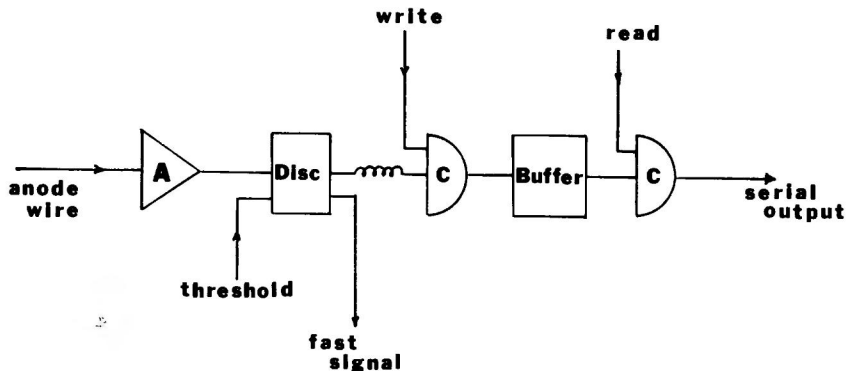 write
read
A
Disc
C
Buffer
C
anode
wire
serial
output
threshold
fast
signal